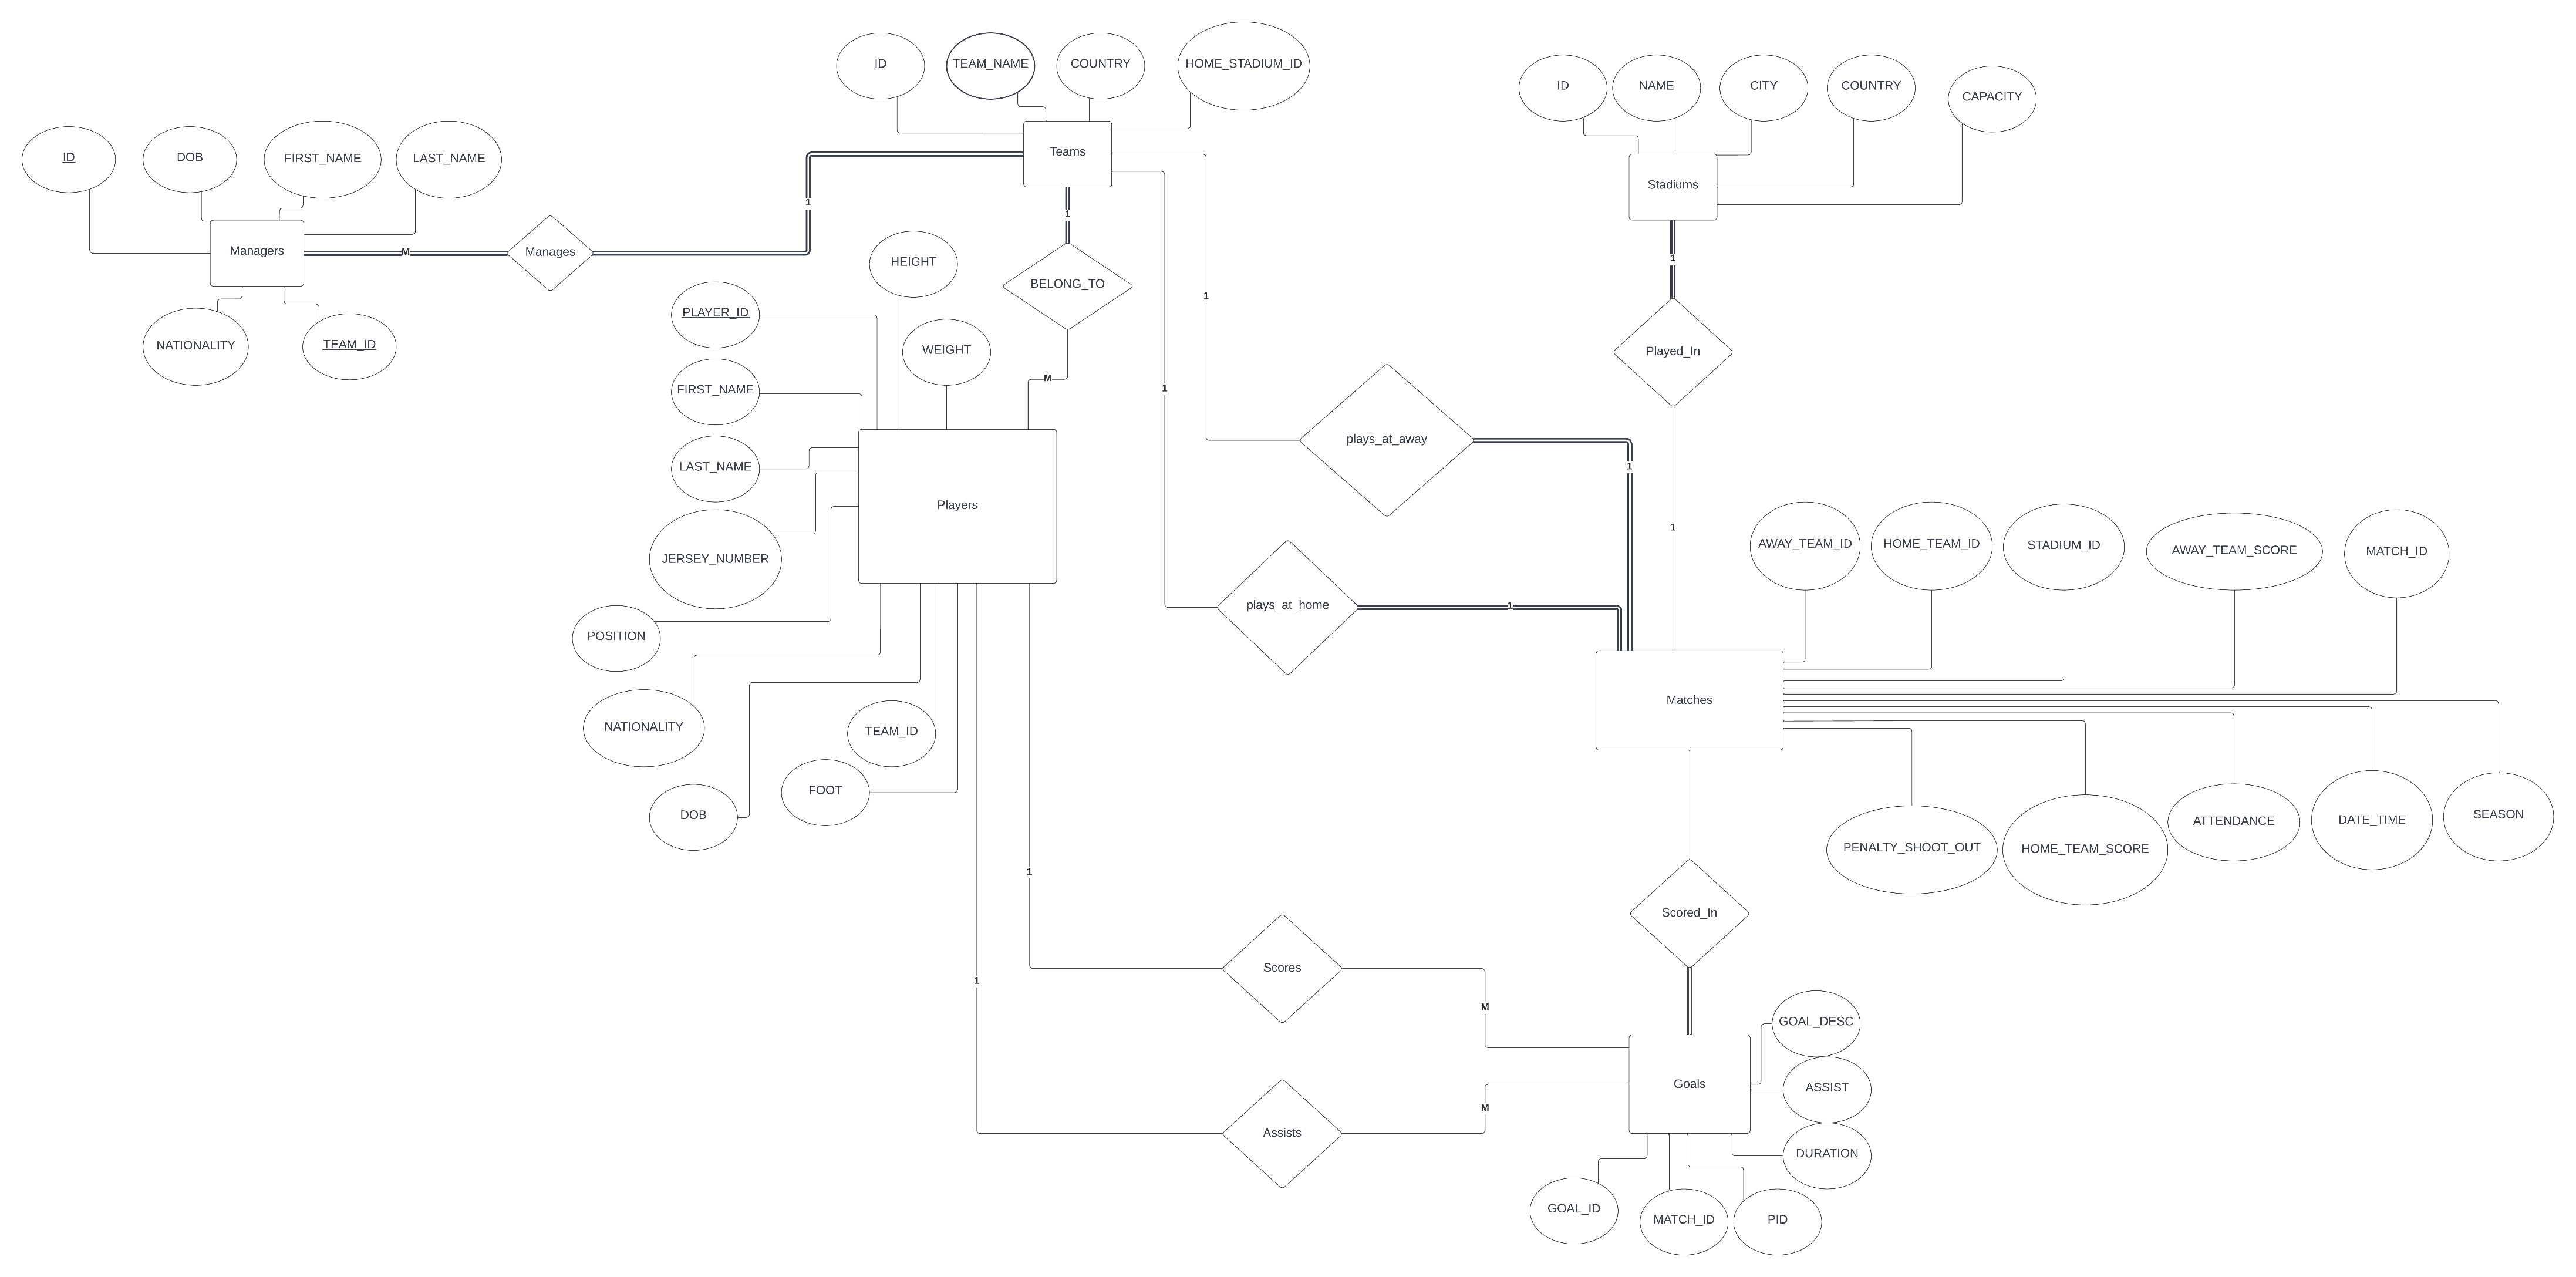 ID
TEAM_NAME
COUNTRY
HOME_STADIUM_ID
ID
NAME
CITY
COUNTRY
CAPACITY
Teams
ID
DOB
FIRST_NAME
LAST_NAME
Stadiums
1
1
Managers
M
Manages
1
HEIGHT
BELONG_TO
1
PLAYER_ID
NATIONALITY
TEAM_ID
WEIGHT
Played_In
M
1
FIRST_NAME
plays_at_away
LAST_NAME
1
Players
1
AWAY_TEAM_ID
HOME_TEAM_ID
STADIUM_ID
AWAY_TEAM_SCORE
MATCH_ID
JERSEY_NUMBER
plays_at_home
1
POSITION
Matches
NATIONALITY
TEAM_ID
FOOT
DOB
PENALTY_SHOOT_OUT
HOME_TEAM_SCORE
ATTENDANCE
DATE_TIME
SEASON
1
Scored_In
Scores
1
M
GOAL_DESC
Goals
ASSIST
M
Assists
DURATION
GOAL_ID
MATCH_ID
PID